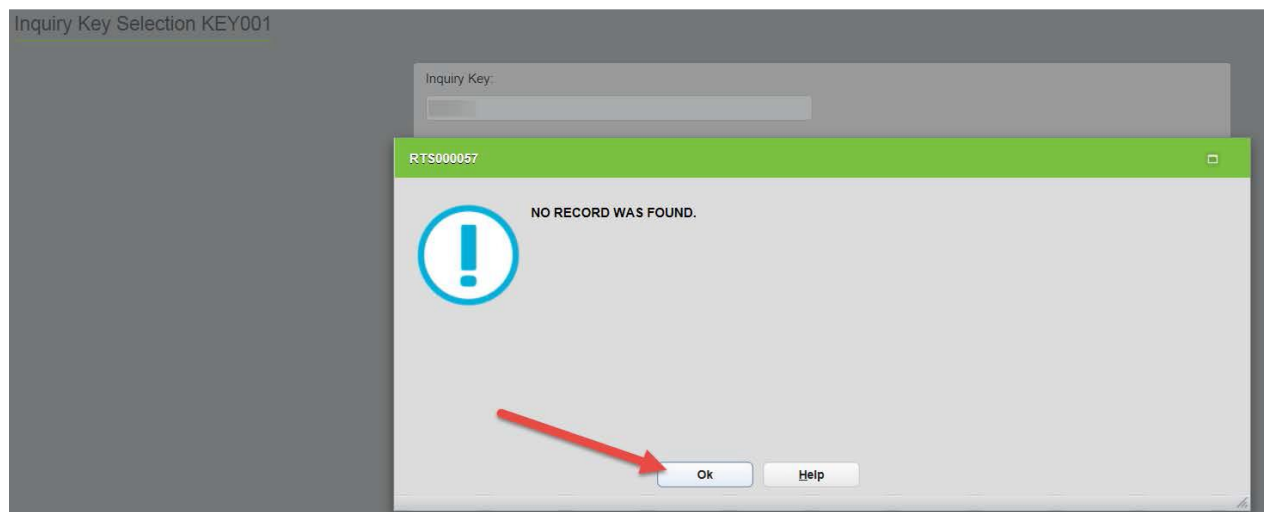 Inquiry Key Selection KEY001
Inquiry Key:
RTS000057
NO RECORD WAS FOUND.
Ok
Help